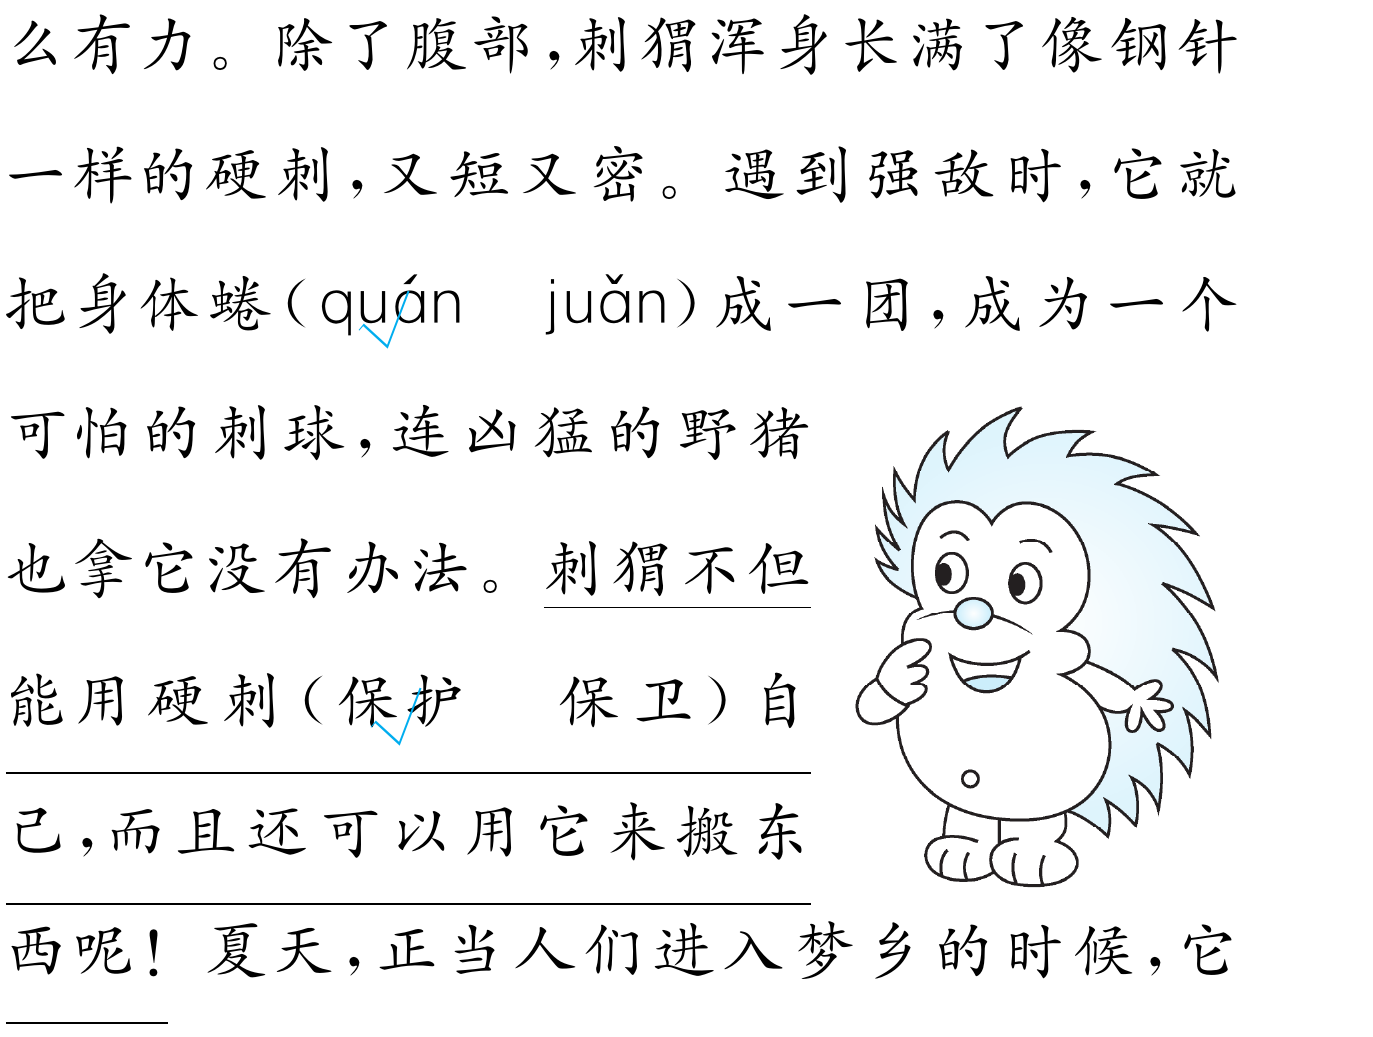 么有力。除了腹部,刺猬浑身长满了像钢针
一样的硬刺,又短又密。遇到强敌时,它就
把身体蜷(quán juǎn)成一团,成为一个
可怕的刺球,连凶猛的野猪
也拿它没有办法。刺猬不但
能用硬刺(保护 保卫)自
己,而且还可以用它来搬东
西呢!夏天,正当人们进入梦乡的时候,它